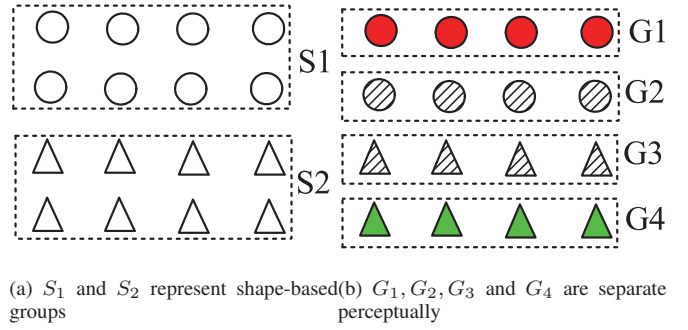 S1
S2
G1
G2
G3
G4
(a) S1 and S2 represent shape-based
groups
(b) G1, G2, G3 and G4 are separate
perceptually